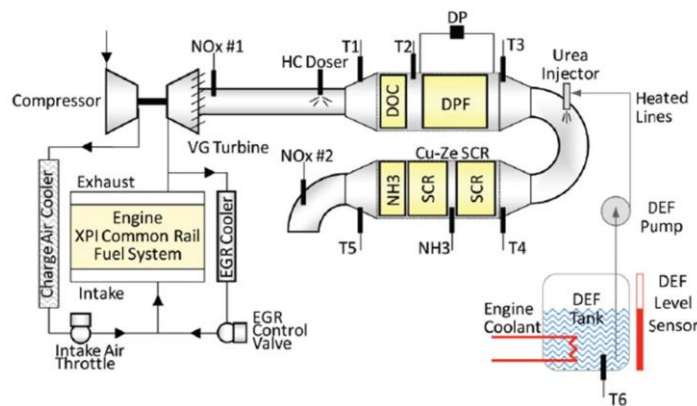 DP
NOx #1
HC Doser
T1
T2
T3
Urea
Injector
Compressor
DOC
DPF
Heated
Lines
VG Turbine
NOx #2
Cu-Ze SCR
Charge Air Cooler
Exhaust
Engine
XPI Common Rail
Fuel System
Intake
EGR Cooler
NH3
SCR
SCR
DEF
Pump
T5
NH3
T4
DEF
Tank
DEF
Level
Sensor
Engine
Coolant
Intake Air
Throttle
EGR
Control
Valve
T6